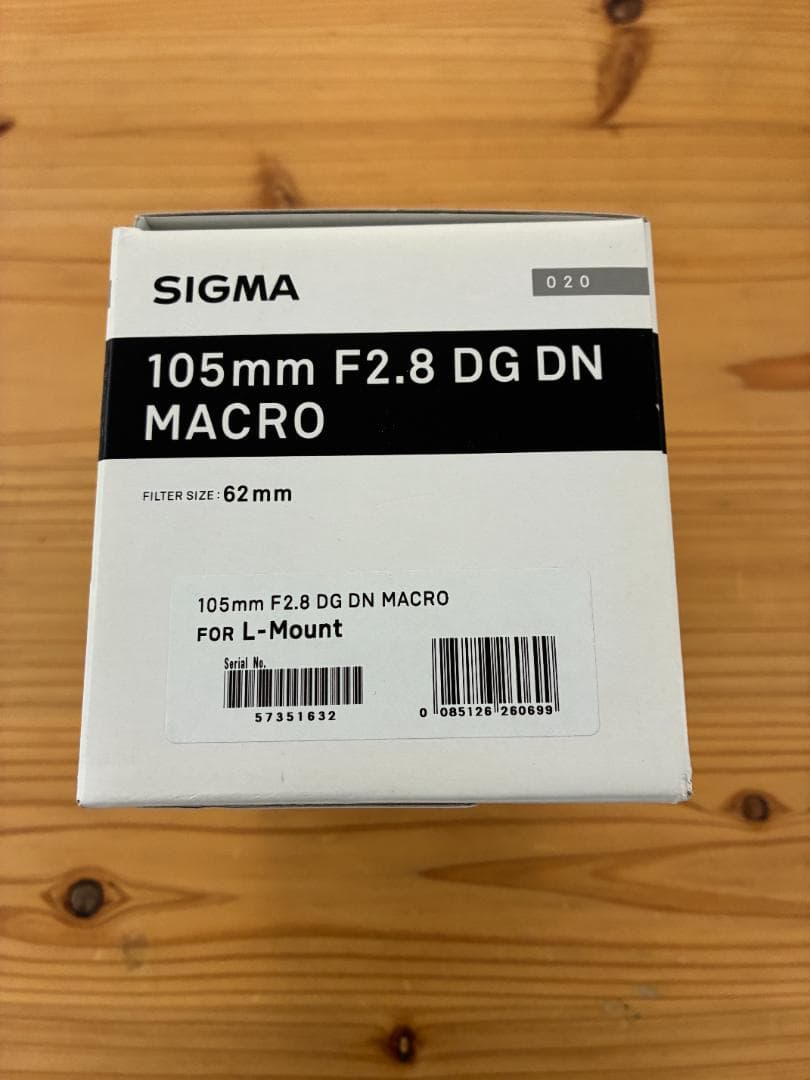 SIGMA
020
105mm F2.8 DG DN
MACRO
FILTER SIZE: 62mm
105mm F2.8 DG DN MACRO
FOR L-Mount
Serial No.
57351632
0 085126 260699